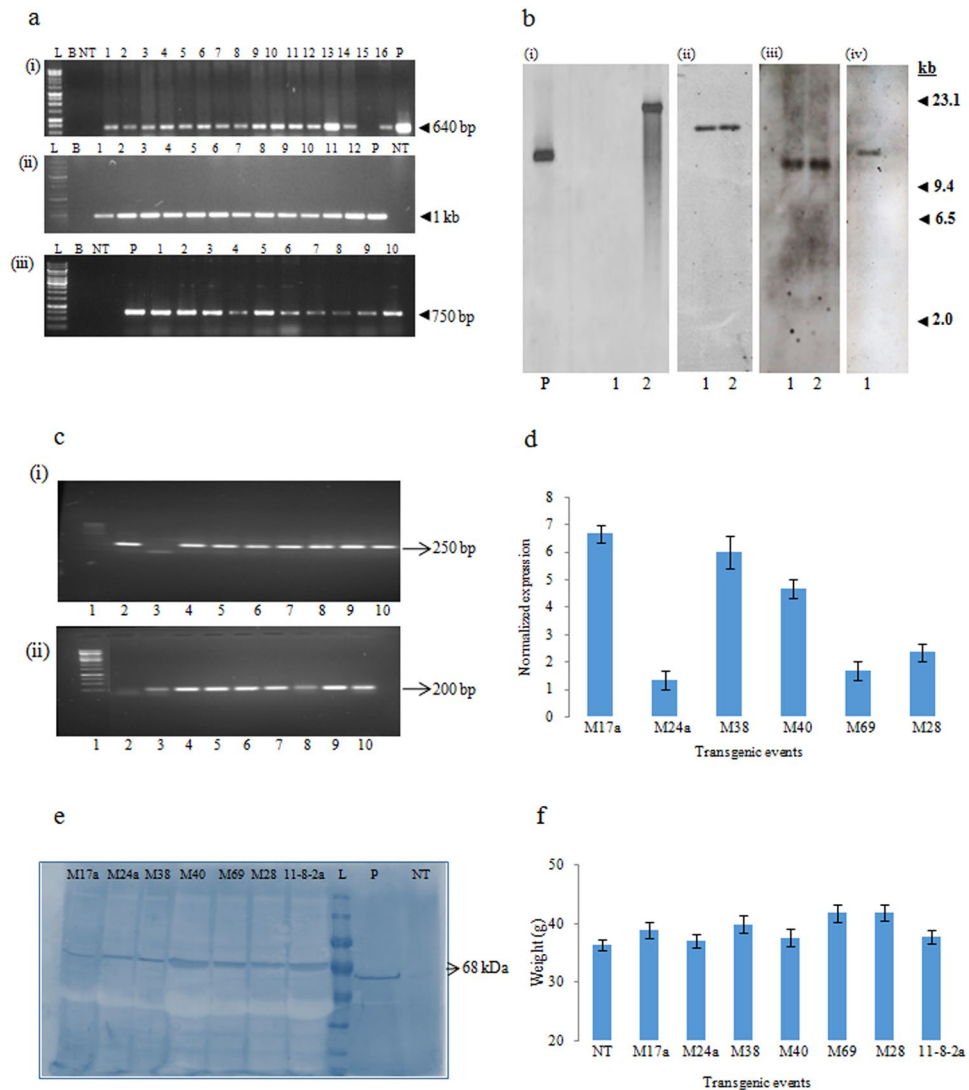 a
(i)
L B NT 1 2 3 4 5 6 7 8 9 10 11 12 13 14 15 16 P
640 bp
(ii)
L B 1 2 3 4 5 6 7 8 9 10 11 12 P NT
1 kb
(iii)
L B NT P 1 2 3 4 5 6 7 8 9 10
750 bp
b
(i) (ii) (iii) (iv) kb
23.1
9.4
6.5
2.0
P 1 2 1 2 1 2 1
c
(i)
250 bp
1 2 3 4 5 6 7 8 9 10
(ii)
200 bp
1 2 3 4 5 6 7 8 9 10
d
Normalized expression
8
7
6
5
4
3
2
1
0
M17a M24a M38 M40 M69 M28
Transgenic events
e
M17a M24a M38 M40 M69 M28 11-8-2a L P NT
68 kDa
f
Weight (g)
50
40
30
20
NT M17a M24a M38 M40 M69 M28 11-8-2a
Transgenic events